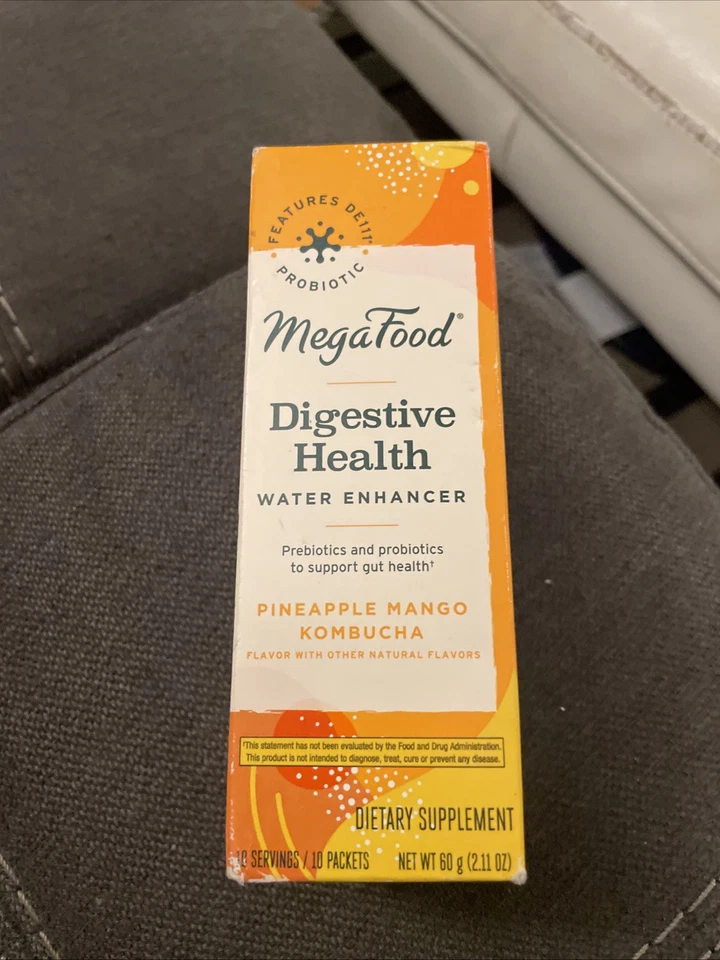 FEATURES DE111®
PROBIOTIC
MegaFood®
Digestive
Health
WATER ENHANCER
Prebiotics and probiotics
to support gut health†
PINEAPPLE MANGO
KOMBUCHA
FLAVOR WITH OTHER NATURAL FLAVORS
†This statement has not been evaluated by the Food and Drug Administration.
This product is not intended to diagnose, treat, cure or prevent any disease.
DIETARY SUPPLEMENT
10 SERVINGS / 10 PACKETS NET WT 60 g (2.11 OZ)